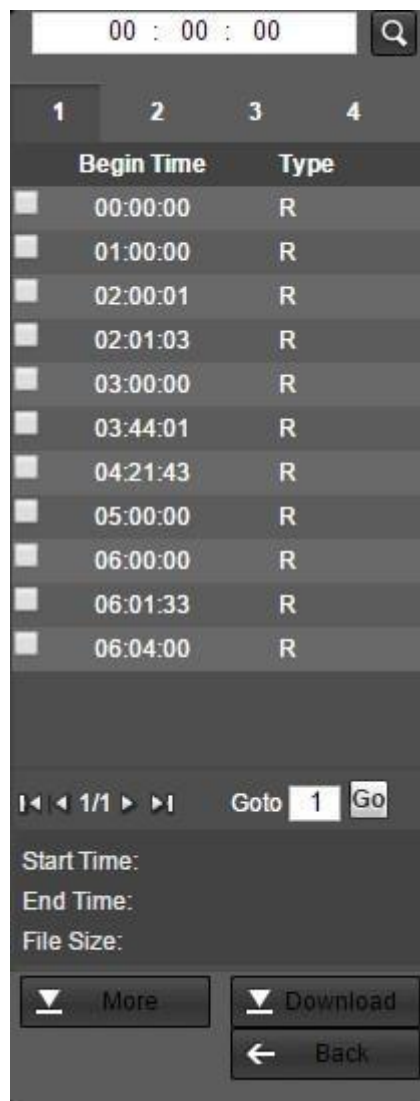 00 : 00 : 00
1 2 3 4
Begin Time Type
00:00:00 R
01:00:00 R
02:00:01 R
02:01:03 R
03:00:00 R
03:44:01 R
04:21:43 R
05:00:00 R
06:00:00 R
06:01:33 R
06:04:00 R
1/1 Goto 1 Go
Start Time:
End Time:
File Size:
More Download
Back